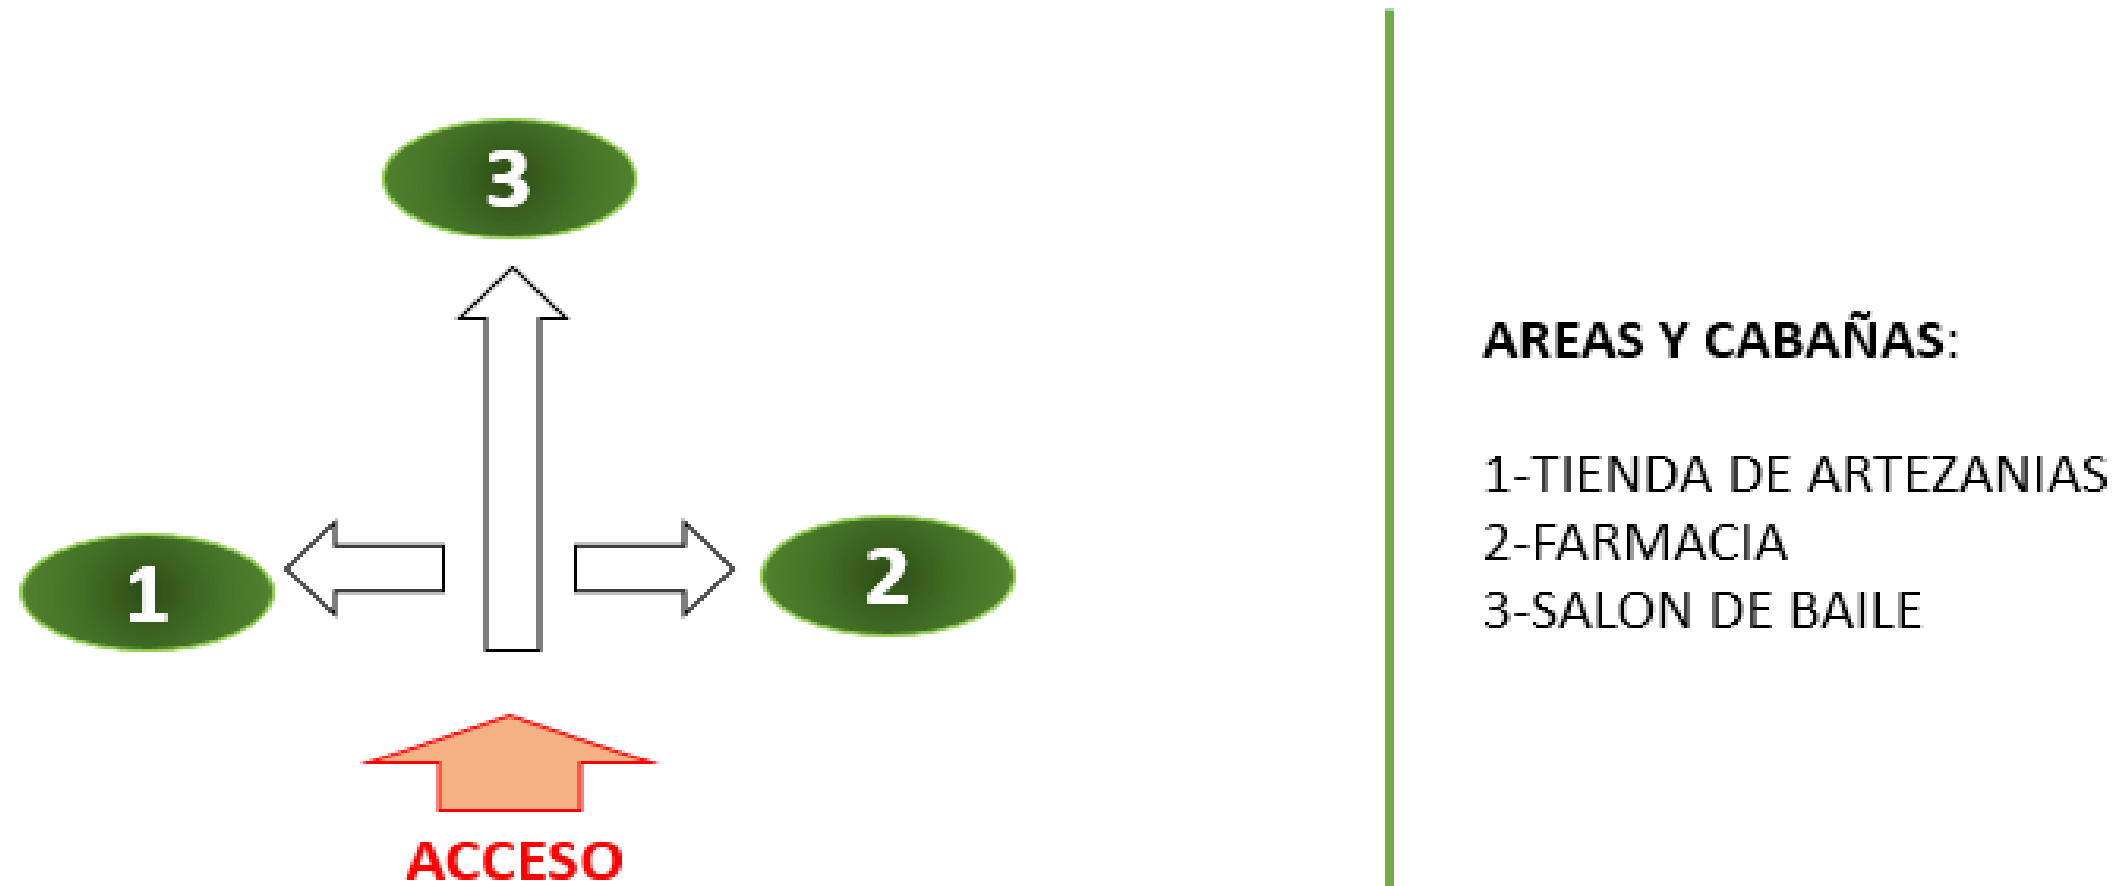 3
1
2
ACCESO
AREAS Y CABAÑAS:
1-TIENDA DE ARTEZANIAS
2-FARMACIA
3-SALON DE BAILE